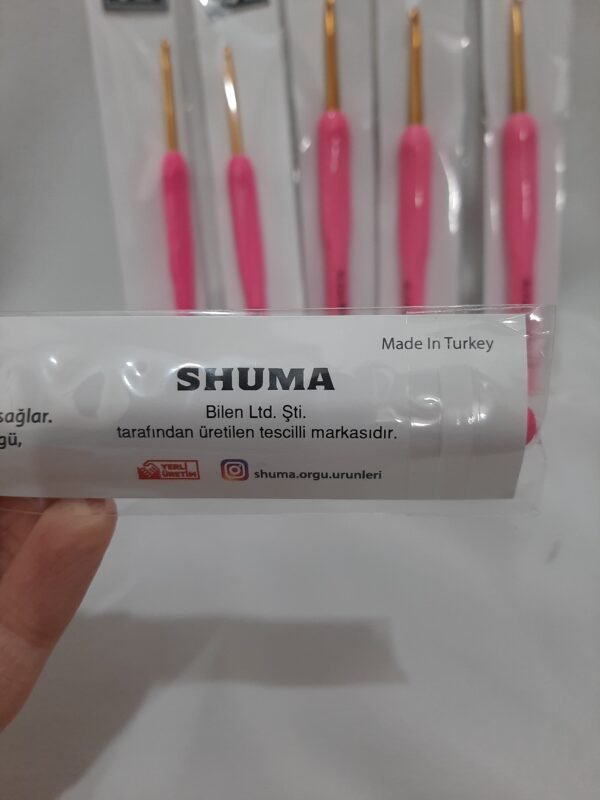 Made In Turkey
SHUMA
Bilen Ltd. Şti.
tarafından üretilen tescilli markasıdır.
sağlar.
YERLİ
ÜRETİM
shuma.orgu.urunleri